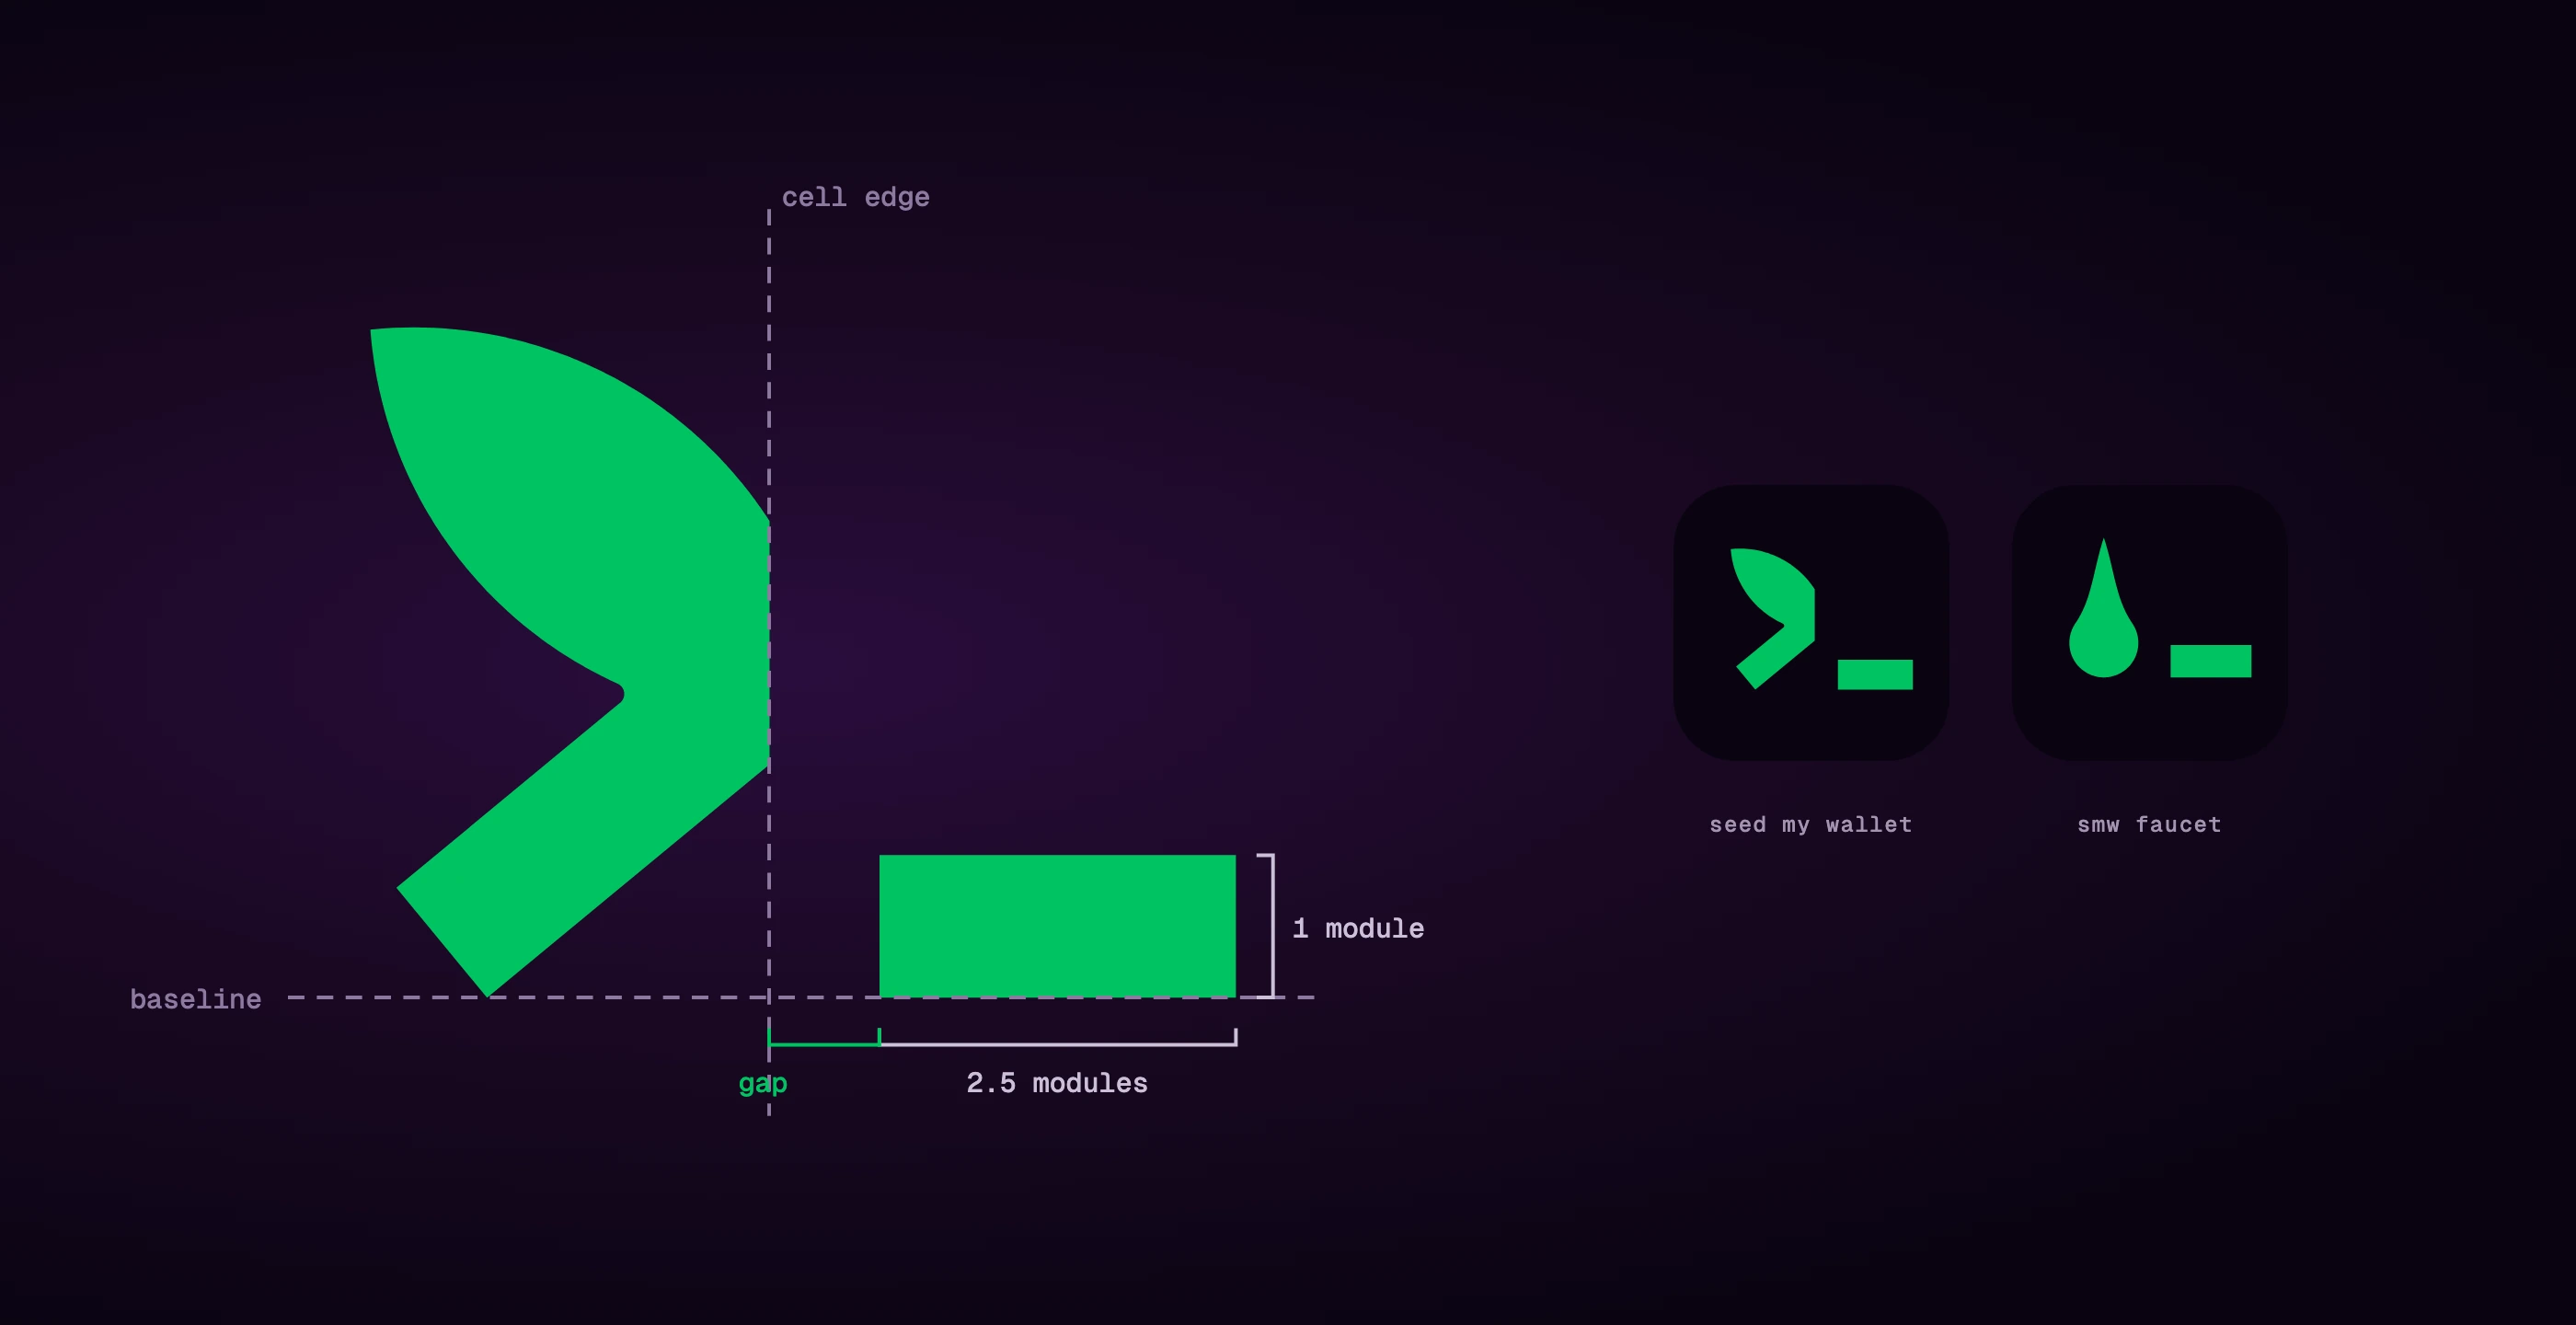 cell edge
seed my wallet
smw faucet
1 module
baseline
gap
2.5 modules